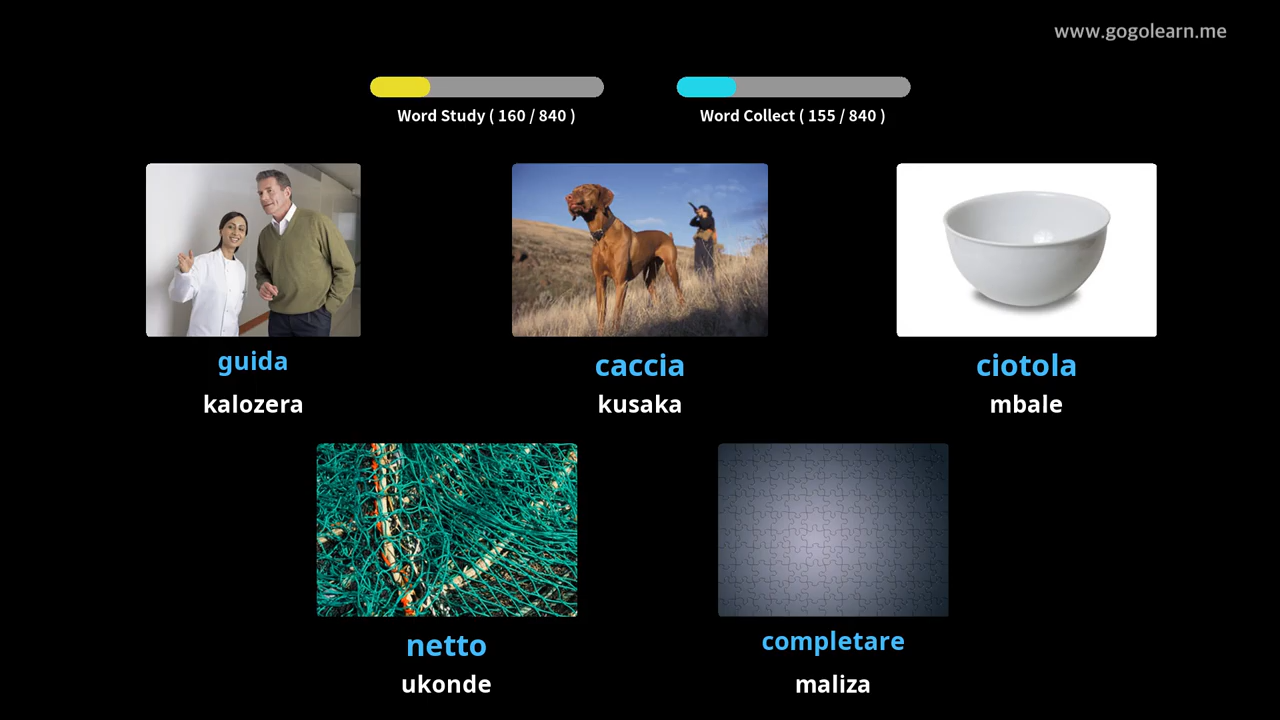 www.gogolearn.me
Word Study ( 160 / 840 )
Word Collect ( 155 / 840 )
guida
caccia
ciotola
kalozera
kusaka
mbale
netto
completare
ukonde
maliza